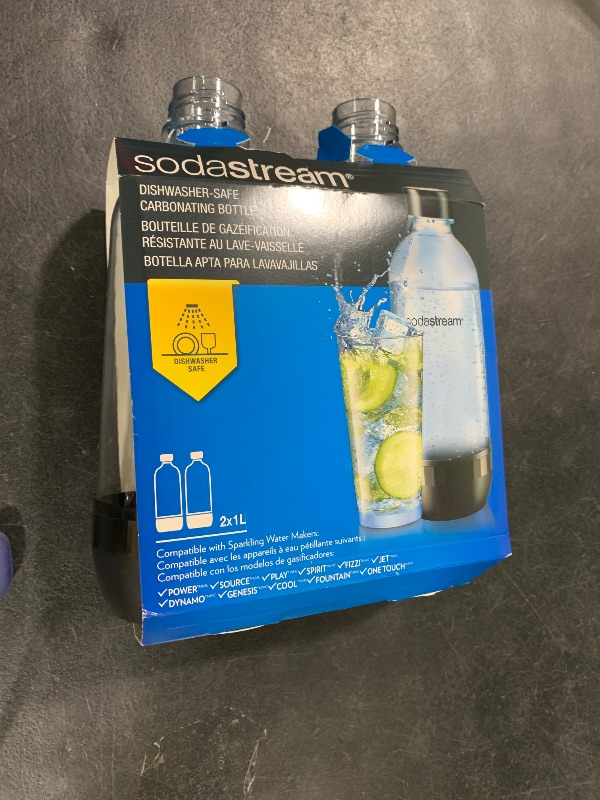 sodastream®
DISHWASHER-SAFE
CARBONATING BOTTLE
BOUTEILLE DE GAZÉIFICATION
RÉSISTANTE AU LAVE-VAISSELLE
BOTELLA APTA PARA LAVAVAJILLAS
sodastream
DISHWASHER
SAFE
2x1L
Compatible with Sparkling Water Makers:
Compatible avec les appareils à eau pétillante suivants :
Compatible con los modelos de gasificadores:
✓POWER ✓SOURCE ✓PLAY ✓SPIRIT ✓FIZZI ✓JET
✓DYNAMO ✓GENESIS ✓COOL ✓FOUNTAIN ✓ONE TOUCH